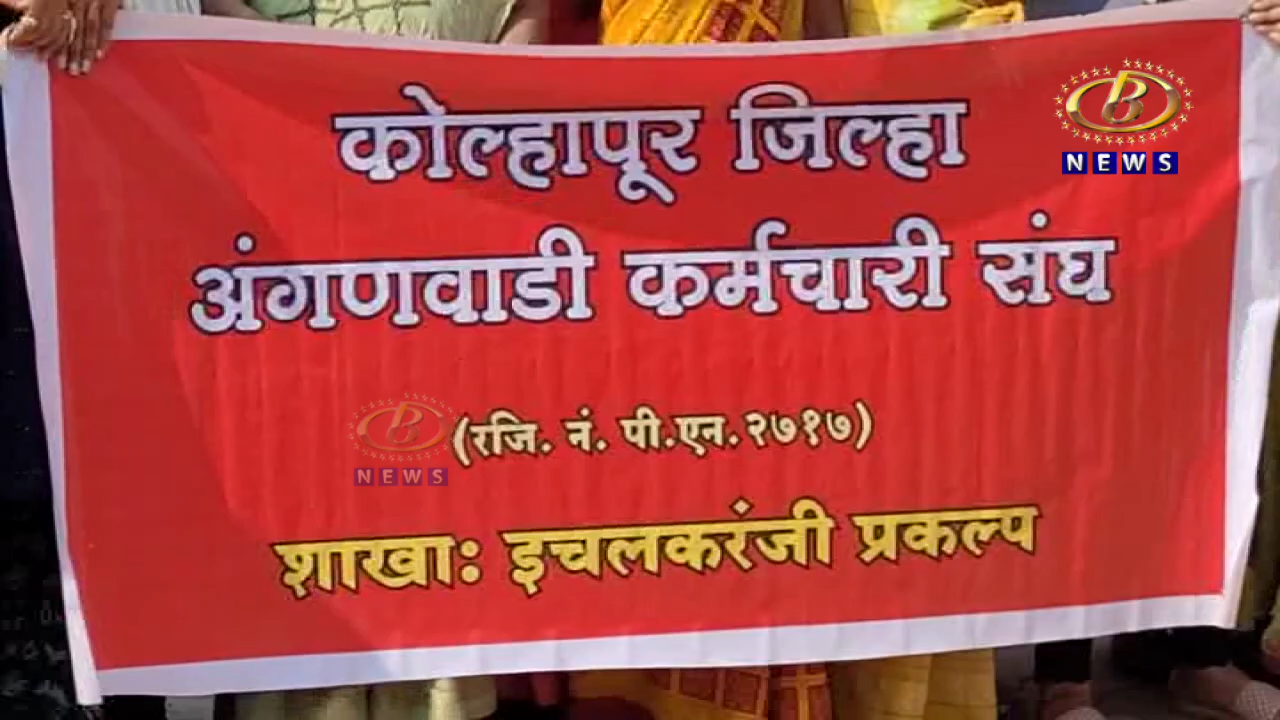 कोल्हापूर जिल्हा
अंगणवाडी कर्मचारी संघ
(रजि. नं. पी.एन.२७१७)
शाखाः इचलकरंजी प्रकल्प
B
NEWS
B
NEWS